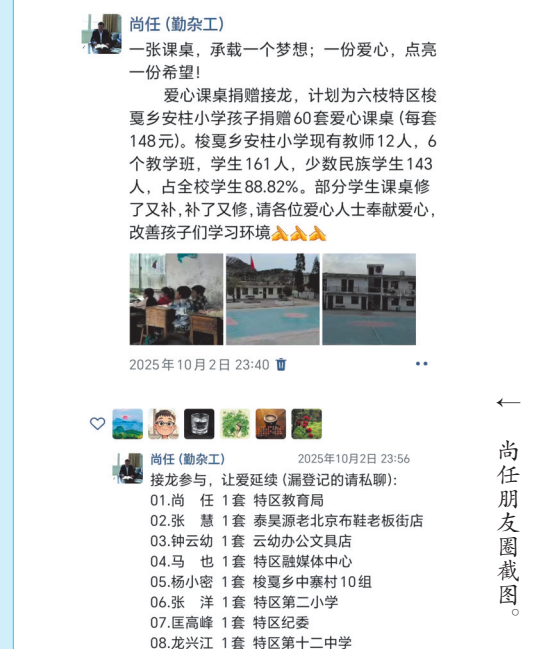 尚任（勤杂工）
一张课桌，承载一个梦想；一份爱心，点亮
一份希望！
爱心课桌捐赠接龙，计划为六枝特区梭
戛乡安柱小学孩子捐赠60套爱心课桌（每套
148元）。梭戛乡安柱小学现有教师12人，6
个教学班，学生161人，少数民族学生143
人，占全校学生88.82%。部分学生课桌修
了又补，补了又修，请各位爱心人士奉献爱心，
改善孩子们学习环境
2025年10月2日 23:40
尚任（勤杂工） 2025年10月2日 23:56
接龙参与，让爱延续（漏登记的请私聊）：
01.尚　任 1套 特区教育局
02.张　慧 1套 泰昊源老北京布鞋老板街店
03.钟云幼 1套 云幼办公文具店
04.马　也 1套 特区融媒体中心
05.杨小密 1套 梭戛乡中寨村10组
06.张　洋 1套 特区第二小学
07.匡高峰 1套 特区纪委
08.龙兴江 1套 特区第十二中学
←尚任朋友圈截图。